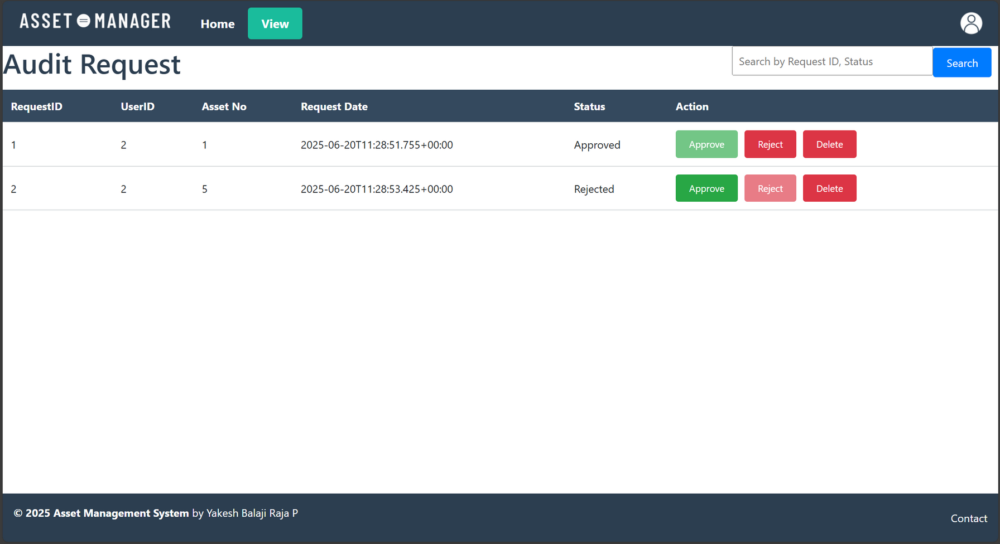 ASSET MANAGER Home View
Audit Request
Search by Request ID, Status Search
RequestID UserID Asset No Request Date Status Action
1 2 1 2025-06-20T11:28:51.755+00:00 Approved Approve Reject Delete
2 2 5 2025-06-20T11:28:53.425+00:00 Rejected Approve Reject Delete
© 2025 Asset Management System by Yakesh Balaji Raja P
Contact